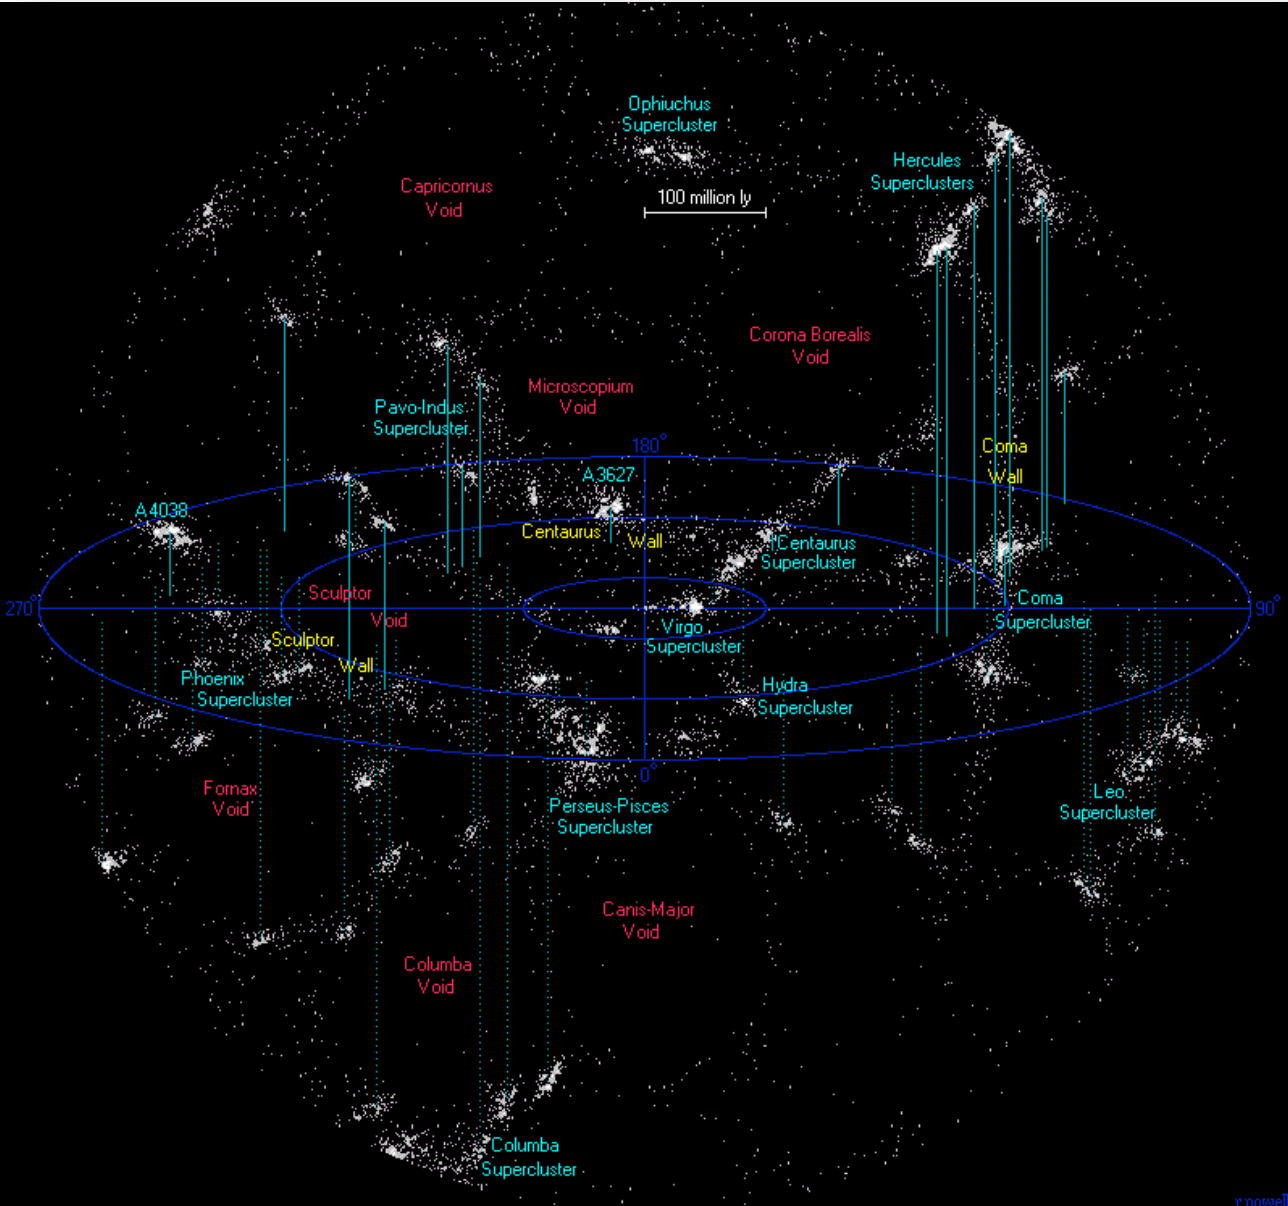 Ophiuchus
Supercluster
Hercules
Superclusters
Capricornus
Void
100 million ly
Corona Borealis
Void
Microscopium
Void
Pavo-Indus
Supercluster
180°
Coma
Wall
A3627
A4038
Centaurus
Wall
Centaurus
Supercluster
Sculptor
Void
270°
90°
Coma
Supercluster
Virgo
Supercluster
Sculptor
Wall
Phoenix
Supercluster
Hydra
Supercluster
0°
Fornax
Void
Perseus-Pisces
Supercluster
Leo
Supercluster
Canis-Major
Void
Columba
Void
Columba
Supercluster